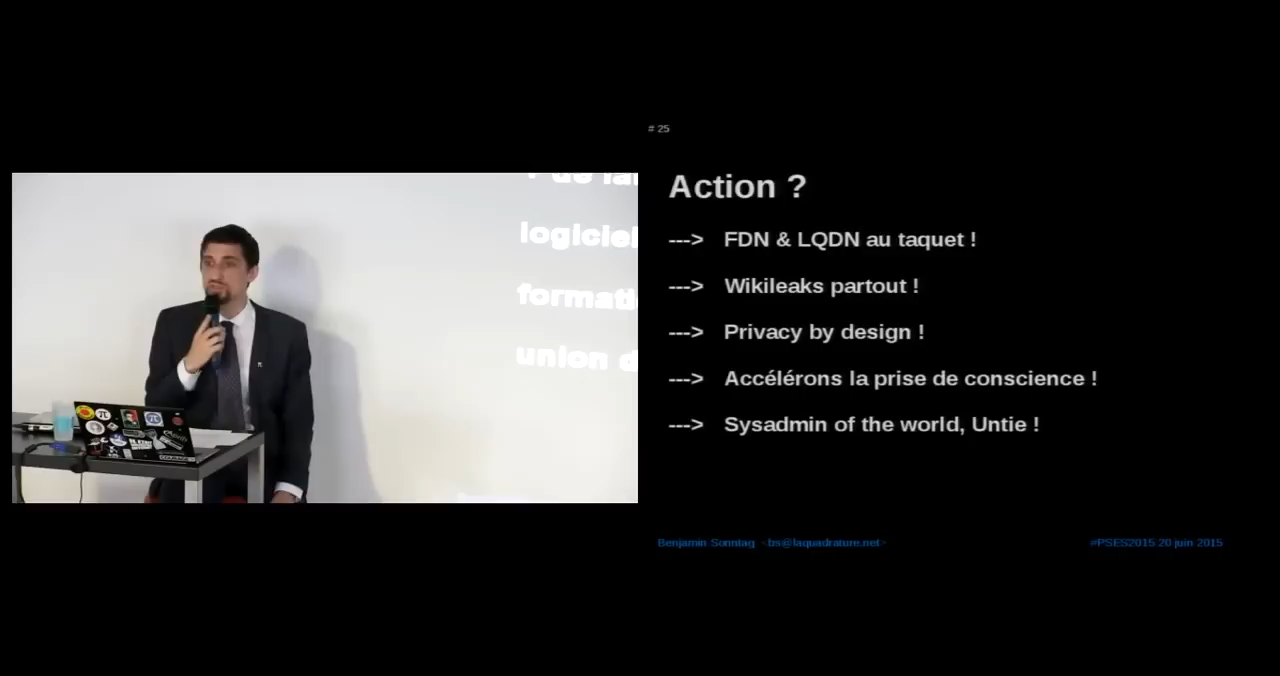 # 25
Action ?
---> FDN & LQDN au taquet !
---> Wikileaks partout !
---> Privacy by design !
---> Accélérons la prise de conscience !
---> Sysadmin of the world, Untie !
Benjamin Sonntag <bs@laquadrature.net>
#PSES2015 20 juin 2015
de
logiciel
formati
union d